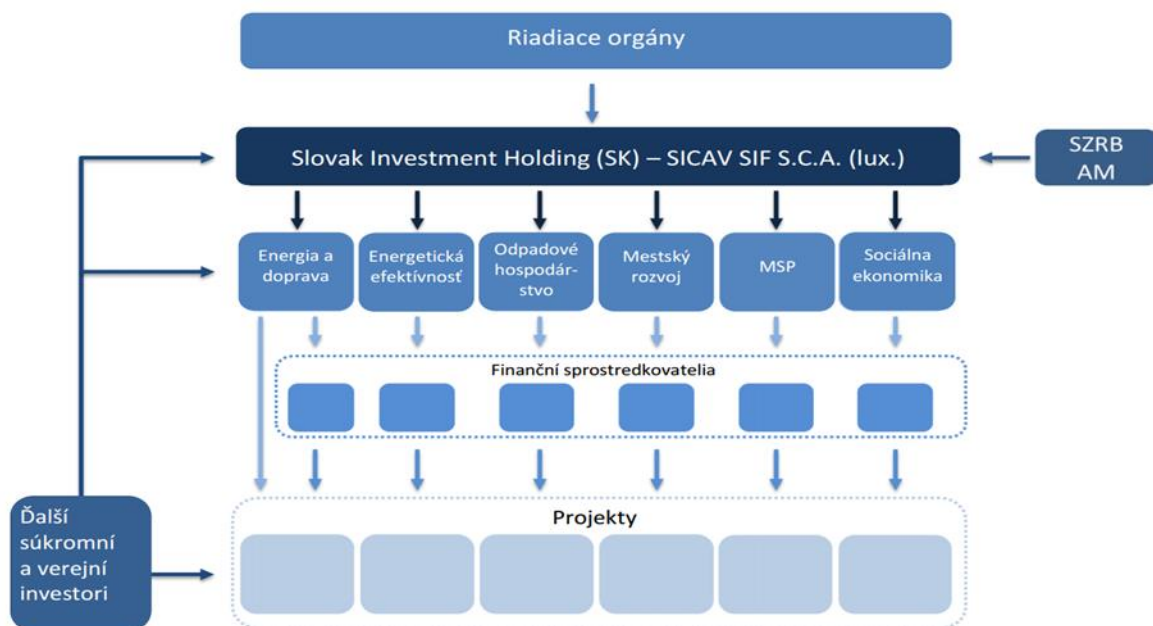 Riadiace orgány
Slovak Investment Holding (SK) – SICAV SIF S.C.A. (lux.)
SZRB
AM
Energia a
doprava
Energetická
efektívnosť
Odpadové
hospodár-
stvo
Mestský
rozvoj
MSP
Sociálna
ekonomika
Finanční sprostredkovatelia
Projekty
Ďalší
súkromní
a verejní
investori